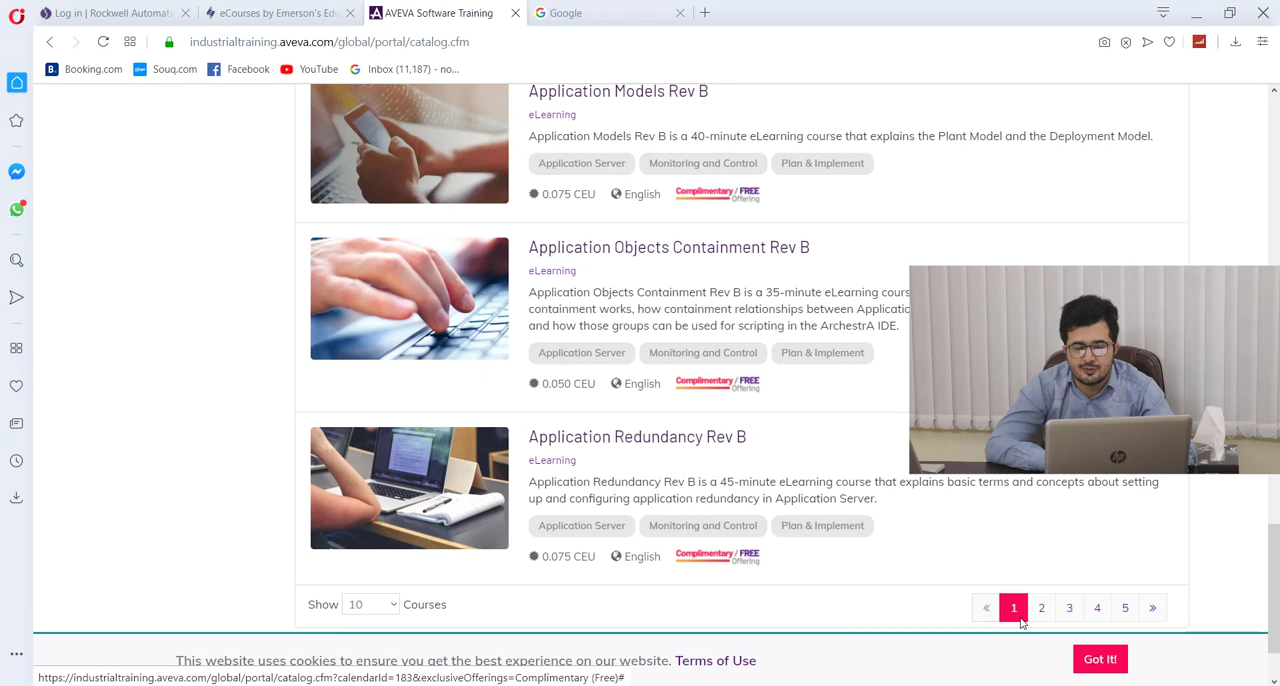 Log in | Rockwell Automati
eCourses by Emerson's Edu
AVEVA Software Training
Google
industrialtraining.aveva.com/global/portal/catalog.cfm
Booking.com
Souq.com
Facebook
YouTube
Inbox (11,187) - no...
Application Models Rev B
eLearning
Application Models Rev B is a 40-minute eLearning course that explains the Plant Model and the Deployment Model.
Application Server
Monitoring and Control
Plan & Implement
0.075 CEU
English
Complimentary / FREE
Offering
Application Objects Containment Rev B
eLearning
Application Objects Containment Rev B is a 35-minute eLearning cours
containment works, how containment relationships between Applicatio
and how those groups can be used for scripting in the ArchestrA IDE.
Application Server
Monitoring and Control
Plan & Implement
0.050 CEU
English
Complimentary / FREE
Offering
Application Redundancy Rev B
eLearning
Application Redundancy Rev B is a 45-minute eLearning course that explains basic terms and concepts about setting
up and configuring application redundancy in Application Server.
Application Server
Monitoring and Control
Plan & Implement
0.075 CEU
English
Complimentary / FREE
Offering
Show 10 Courses
« 1 2 3 4 5 »
This website uses cookies to ensure you get the best experience on our website. Terms of Use
Got It!
https://industrialtraining.aveva.com/global/portal/catalog.cfm?calendarId=183&exclusiveOfferings=Complimentary (Free)#
hp